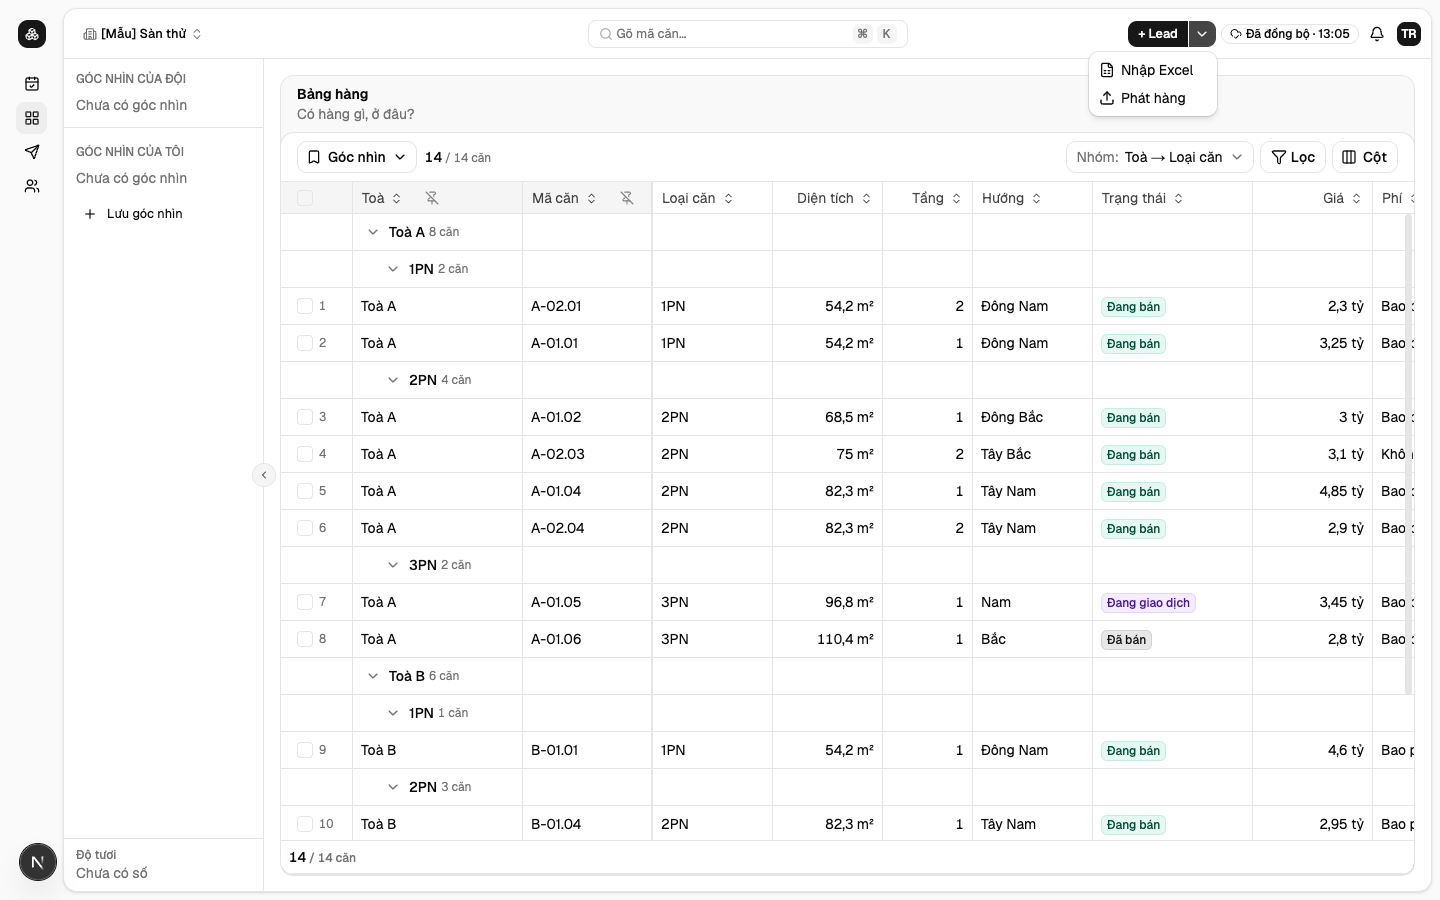 [Mẫu] Sàn thử
Gõ mã căn...
⌘ K
+ Lead
Đã đồng bộ · 13:05
TR
Nhập Excel
Phát hàng
GÓC NHÌN CỦA ĐỘI
Chưa có góc nhìn
GÓC NHÌN CỦA TÔI
Chưa có góc nhìn
+ Lưu góc nhìn
Bảng hàng
Có hàng gì, ở đâu?
Góc nhìn 14 / 14 căn
Nhóm: Toà → Loại căn Lọc Cột
Toà Mã căn Loại căn Diện tích Tầng Hướng Trạng thái Giá Phí
Toà A 8 căn
1PN 2 căn
1 Toà A A-02.01 1PN 54,2 m² 2 Đông Nam Đang bán 2,3 tỷ Bao
2 Toà A A-01.01 1PN 54,2 m² 1 Đông Nam Đang bán 3,25 tỷ Bao
2PN 4 căn
3 Toà A A-01.02 2PN 68,5 m² 1 Đông Bắc Đang bán 3 tỷ Bao
4 Toà A A-02.03 2PN 75 m² 2 Tây Bắc Đang bán 3,1 tỷ Khôn
5 Toà A A-01.04 2PN 82,3 m² 1 Tây Nam Đang bán 4,85 tỷ Bao
6 Toà A A-02.04 2PN 82,3 m² 2 Tây Nam Đang bán 2,9 tỷ Bao
3PN 2 căn
7 Toà A A-01.05 3PN 96,8 m² 1 Nam Đang giao dịch 3,45 tỷ Bao
8 Toà A A-01.06 3PN 110,4 m² 1 Bắc Đã bán 2,8 tỷ Bao
Toà B 6 căn
1PN 1 căn
9 Toà B B-01.01 1PN 54,2 m² 1 Đông Nam Đang bán 4,6 tỷ Bao p
2PN 3 căn
10 Toà B B-01.04 2PN 82,3 m² 1 Tây Nam Đang bán 2,95 tỷ Bao p
14 / 14 căn
Độ tươi
Chưa có số
N